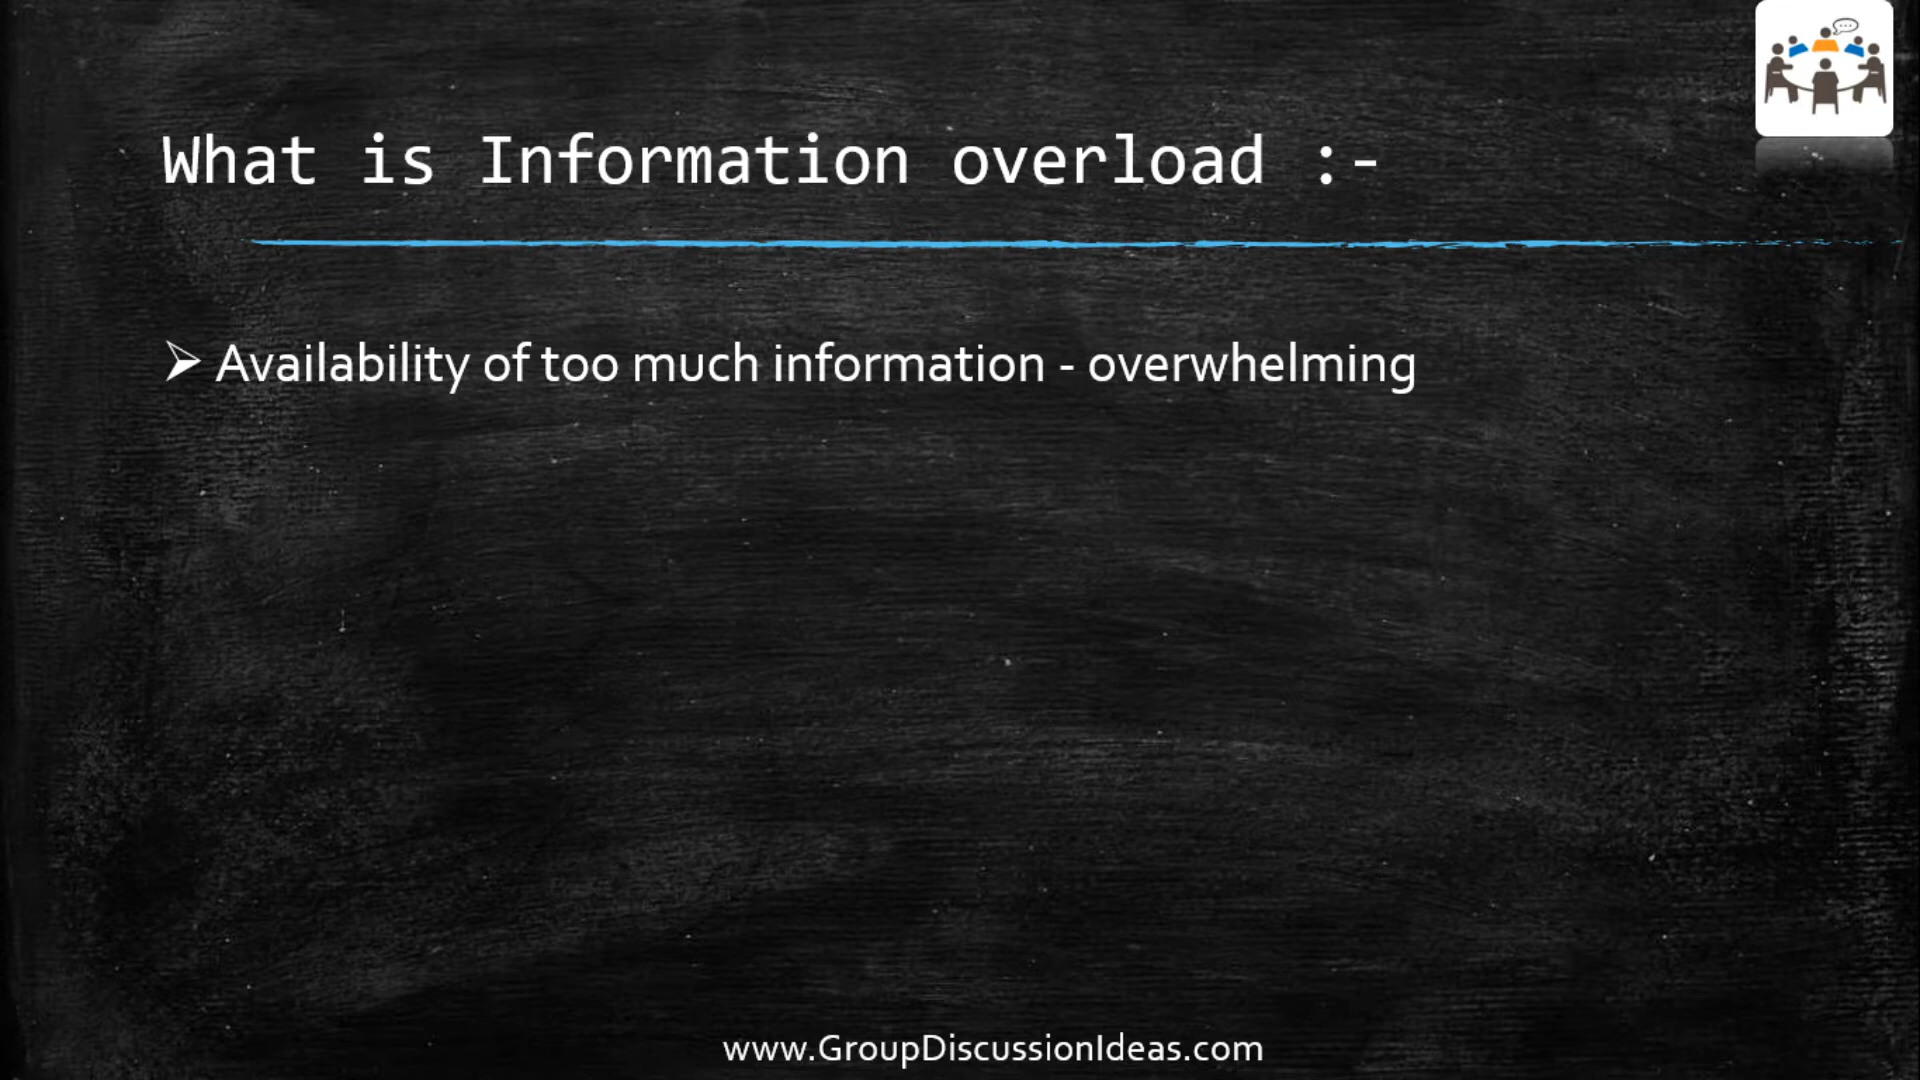 What is Information overload :-
Availability of too much information - overwhelming
www.GroupDiscussionIdeas.com